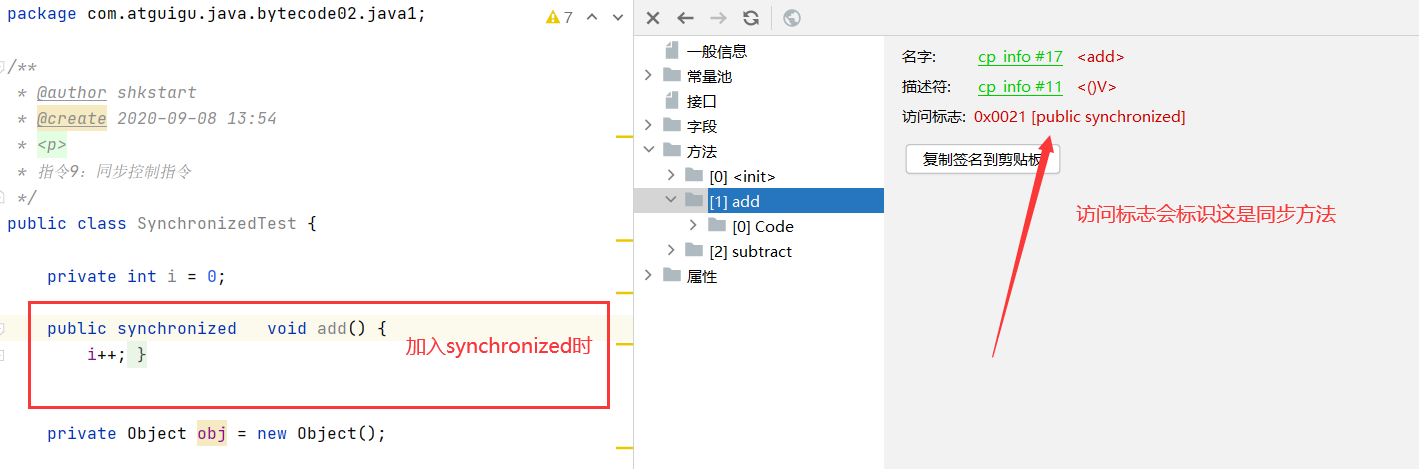 package com.atguigu.java.bytecode02.java1;
7
/**
* @author shkstart
* @create 2020-09-08 13:54
* <p>
* 指令9：同步控制指令
*/
public class SynchronizedTest {
private int i = 0;
public synchronized   void add() {
i++; }
加入synchronized时
private Object obj = new Object();
一般信息
常量池
接口
字段
方法
[0] <init>
[1] add
[0] Code
[2] subtract
属性
名字: cp info #17 <add>
描述符: cp info #11 <()V>
访问标志: 0x0021 [public synchronized]
复制签名到剪贴板
访问标志会标识这是同步方法